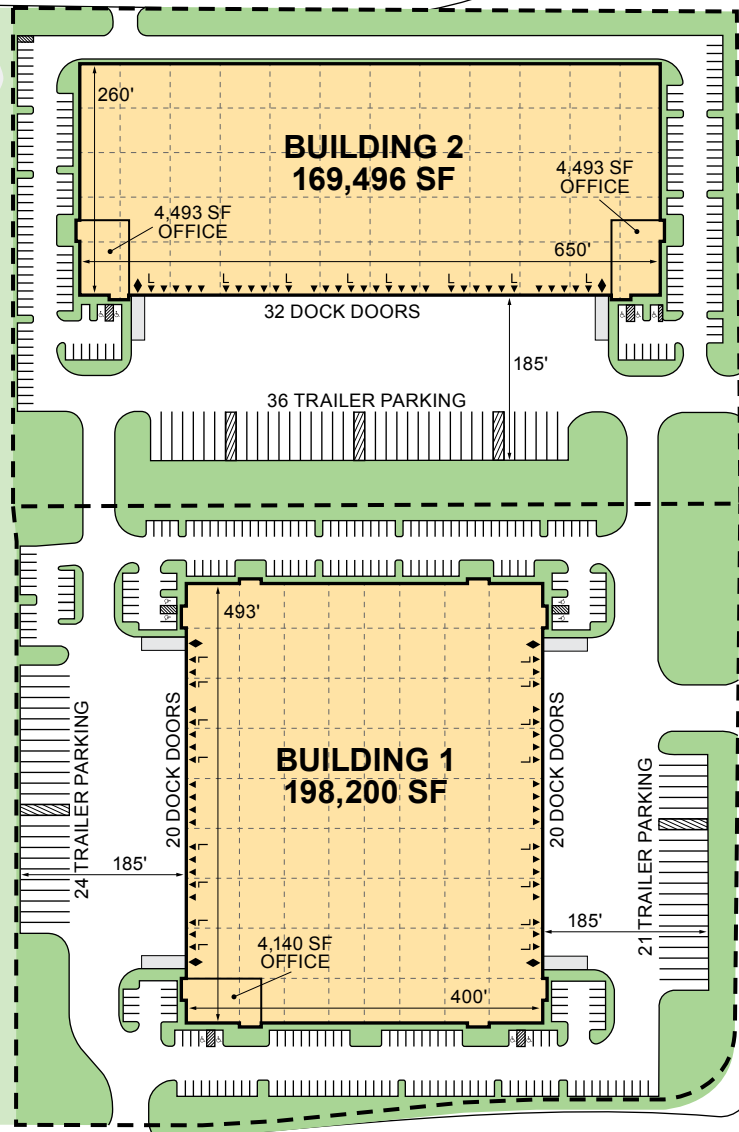 260'
BUILDING 2
169,496 SF
4,493 SF
OFFICE
4,493 SF
OFFICE
650'
L L L L L L L L
32 DOCK DOORS
185'
36 TRAILER PARKING
493'
20 DOCK DOORS
20 DOCK DOORS
24 TRAILER PARKING
BUILDING 1
198,200 SF
21 TRAILER PARKING
185'
185'
4,140 SF
OFFICE
400'